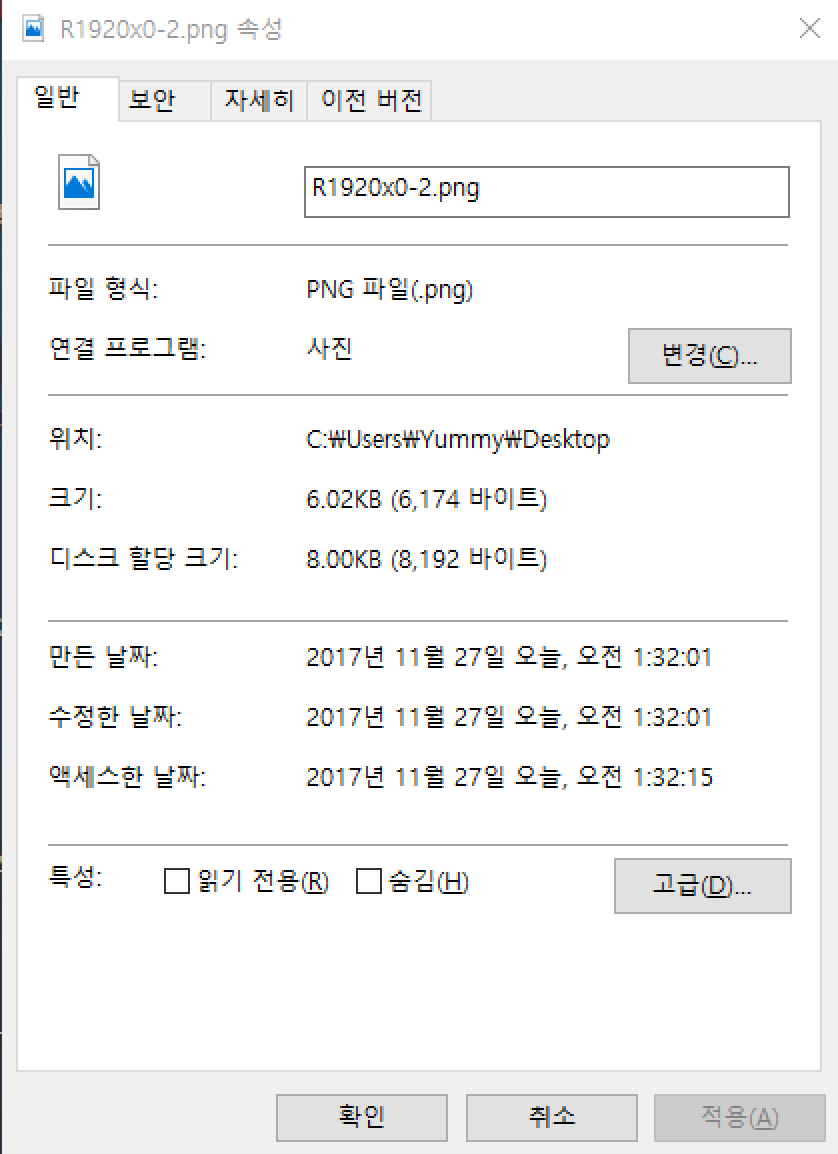 R1920x0-2.png 속성
일반 보안 자세히 이전 버전
R1920x0-2.png
파일 형식: PNG 파일(.png)
연결 프로그램: 사진 변경(C)...
위치: C:₩Users₩Yummy₩Desktop
크기: 6.02KB (6,174 바이트)
디스크 할당 크기: 8.00KB (8,192 바이트)
만든 날짜: 2017년 11월 27일 오늘, 오전 1:32:01
수정한 날짜: 2017년 11월 27일 오늘, 오전 1:32:01
액세스한 날짜: 2017년 11월 27일 오늘, 오전 1:32:15
특성: 읽기 전용(R) 숨김(H) 고급(D)...
확인 취소 적용(A)